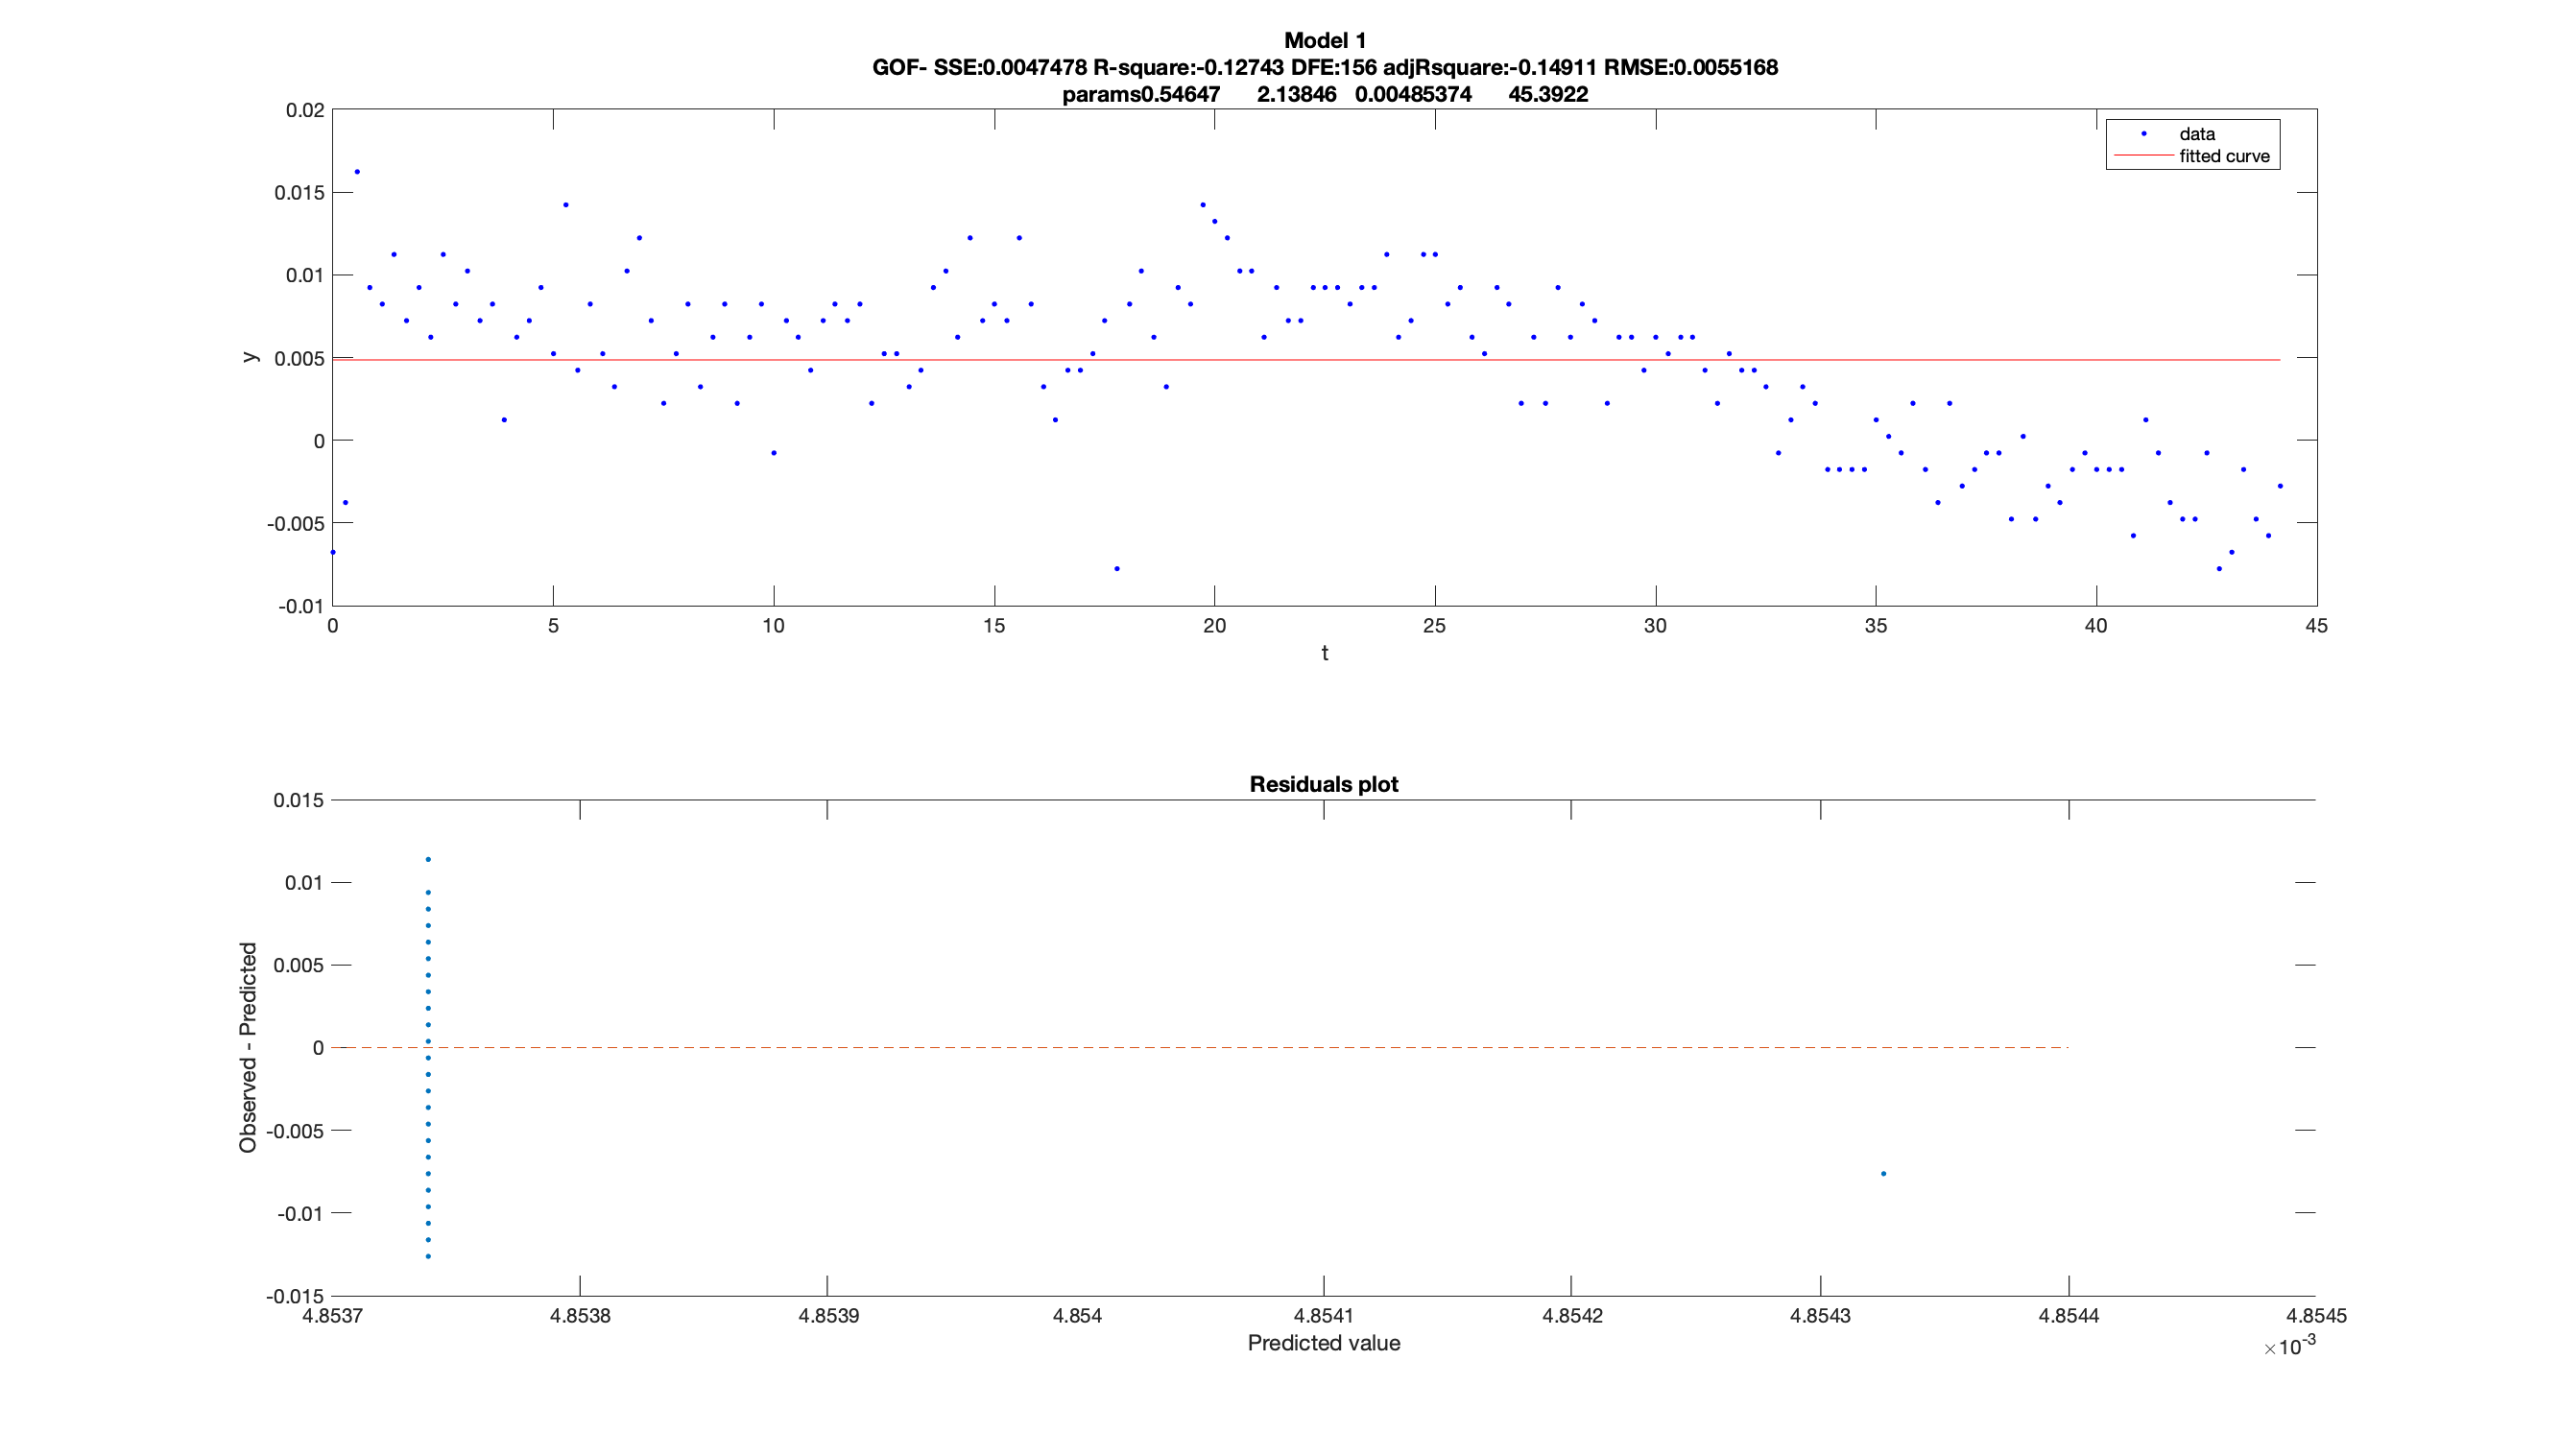 Model 1
GOF- SSE:0.0047478 R-square:-0.12743 DFE:156 adjRsquare:-0.14911 RMSE:0.0055168
params0.54647 2.13846 0.00485374 45.3922
0.02
0.015
0.01
0.005
0
-0.005
-0.01
y
data
fitted curve
0 5 10 15 20 25 30 35 40 45
t
Residuals plot
0.015
0.01
0.005
0
-0.005
-0.01
-0.015
Observed - Predicted
4.8537 4.8538 4.8539 4.854 4.8541 4.8542 4.8543 4.8544 4.8545
Predicted value
×10-3